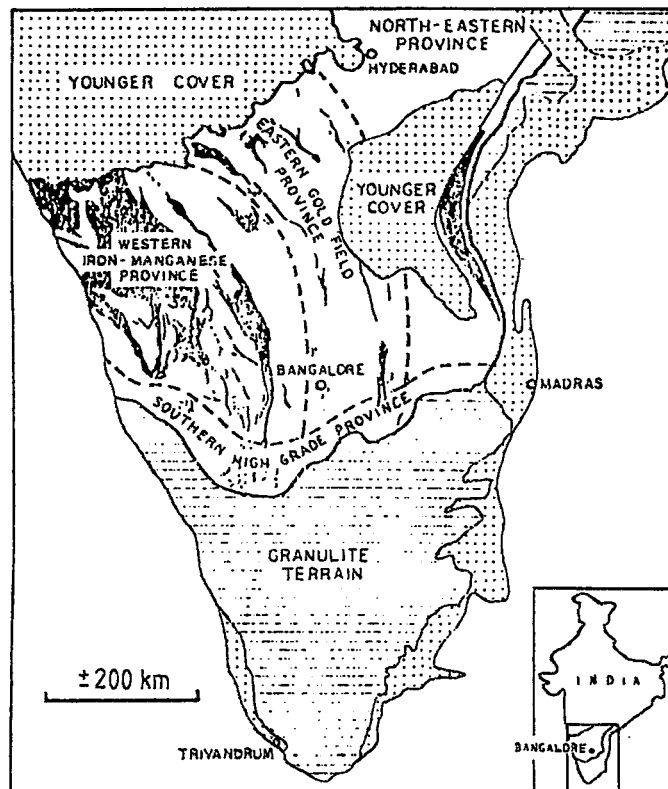 NORTH-EASTERN
PROVINCE
HYDERABAD
YOUNGER COVER
EASTERN GOLD FIELD
PROVINCE
YOUNGER
COVER
WESTERN
IRON-MANGANESE
PROVINCE
BANGALORE
MADRAS
SOUTHERN HIGH GRADE PROVINCE
GRANULITE
TERRAIN
±200 km
TRIVANDRUM
INDIA
BANGALORE